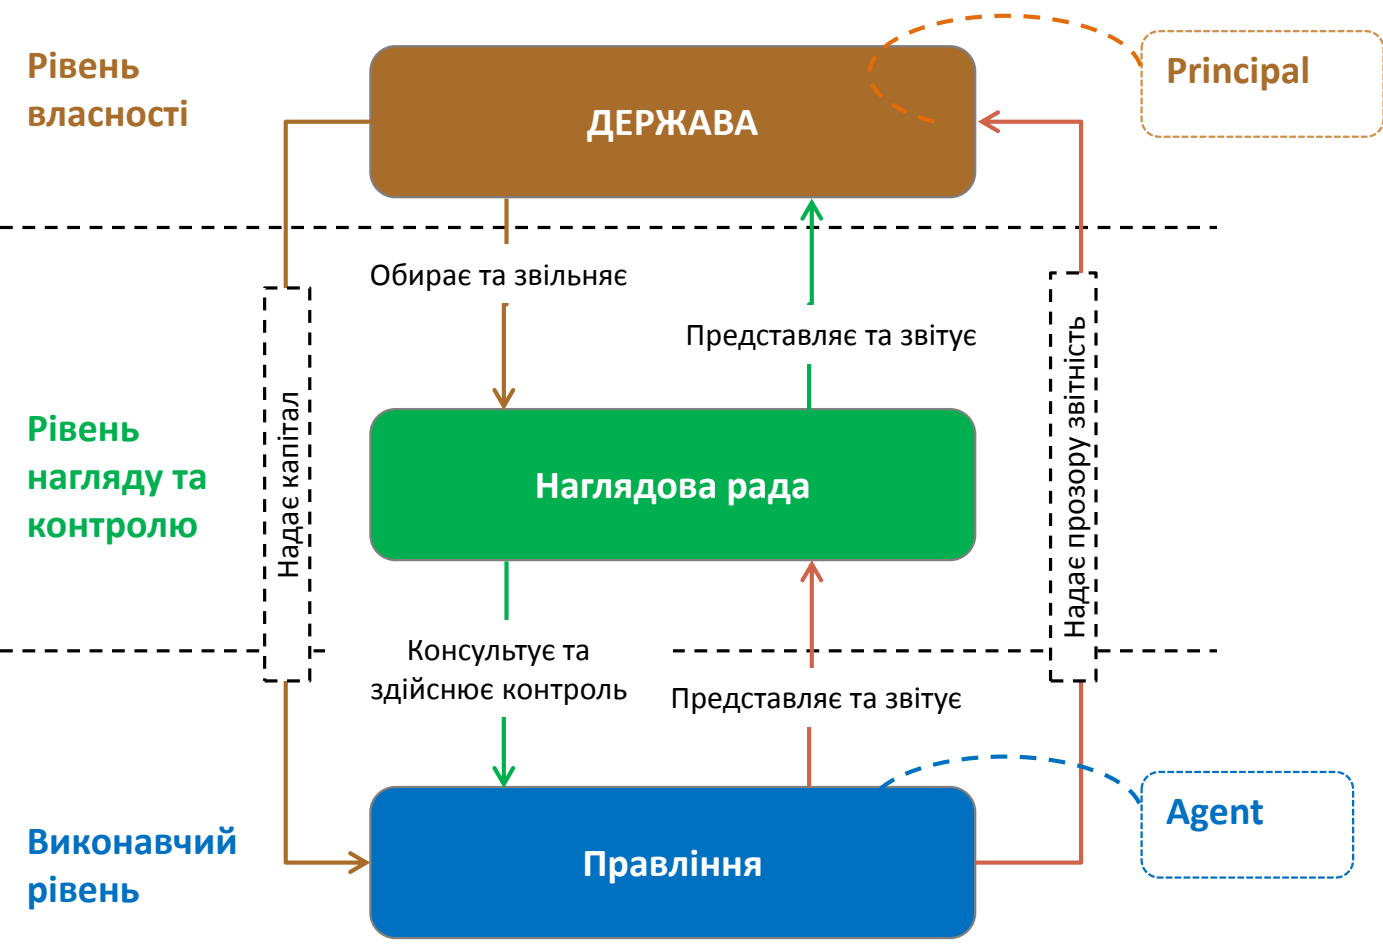 Рівень
власності
ДЕРЖАВА
Principal
Обирає та звільняє
Представляє та звітує
Надає капітал
Надає прозору звітність
Рівень
нагляду та
контролю
Наглядова рада
Консультує та
здійснює контроль
Представляє та звітує
Agent
Виконавчий
рівень
Правління